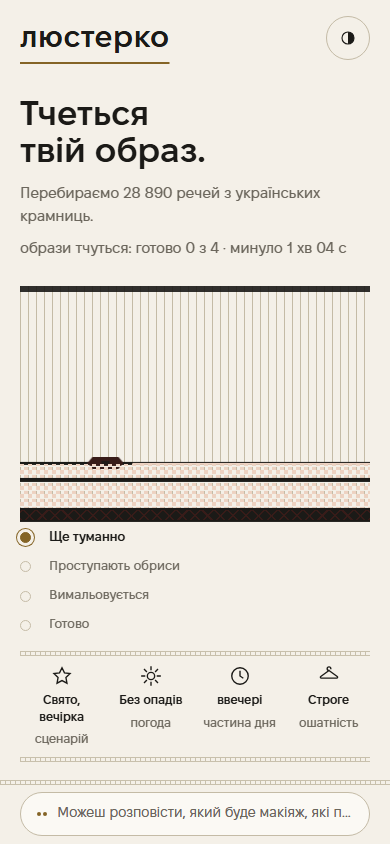 люстерко
Тчеться
твій образ.
Перебираємо 28 890 речей з українських
крамниць.
образи тчуться: готово 0 з 4 · минуло 1 хв 04 с
Ще туманно
Проступають обриси
Вимальовується
Готово
Свято,
вечірка
сценарій
Без опадів
погода
ввечері
частина дня
Строге
ошатність
Можеш розповісти, який буде макіяж, які п...